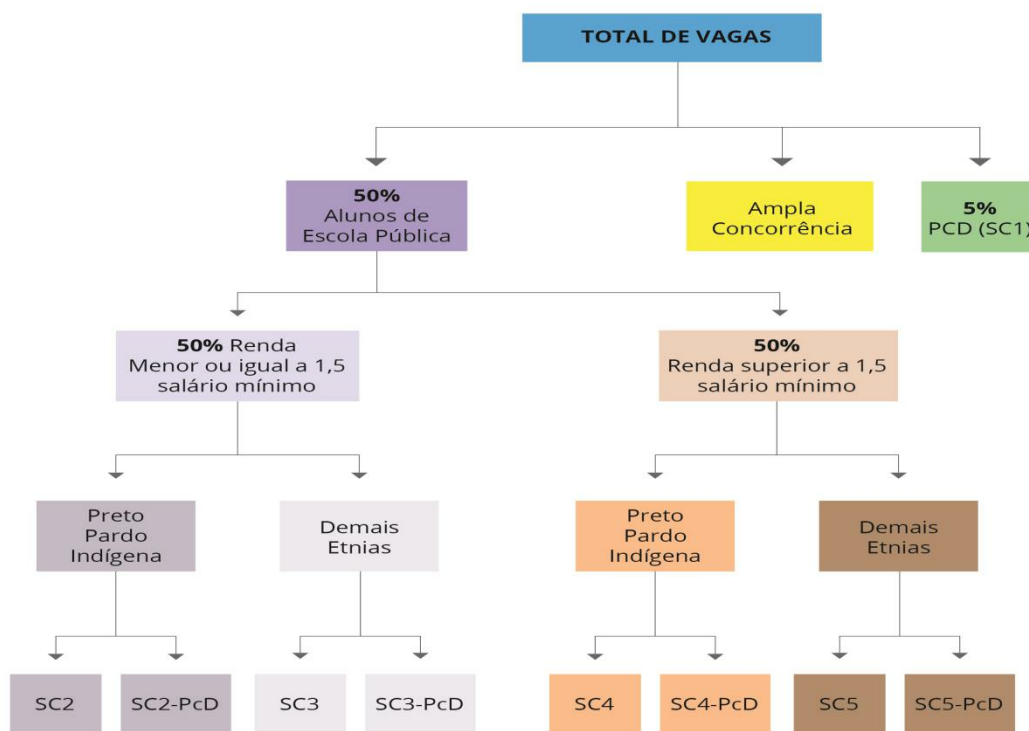 TOTAL DE VAGAS
50%
Alunos de
Escola Pública
Ampla
Concorrência
5%
PCD (SC1)
50% Renda
Menor ou igual a 1,5
salário mínimo
50%
Renda superior a 1,5
salário mínimo
Preto
Pardo
Indígena
Demais
Etnias
Preto
Pardo
Indígena
Demais
Etnias
SC2
SC2-PcD
SC3
SC3-PcD
SC4
SC4-PcD
SC5
SC5-PcD